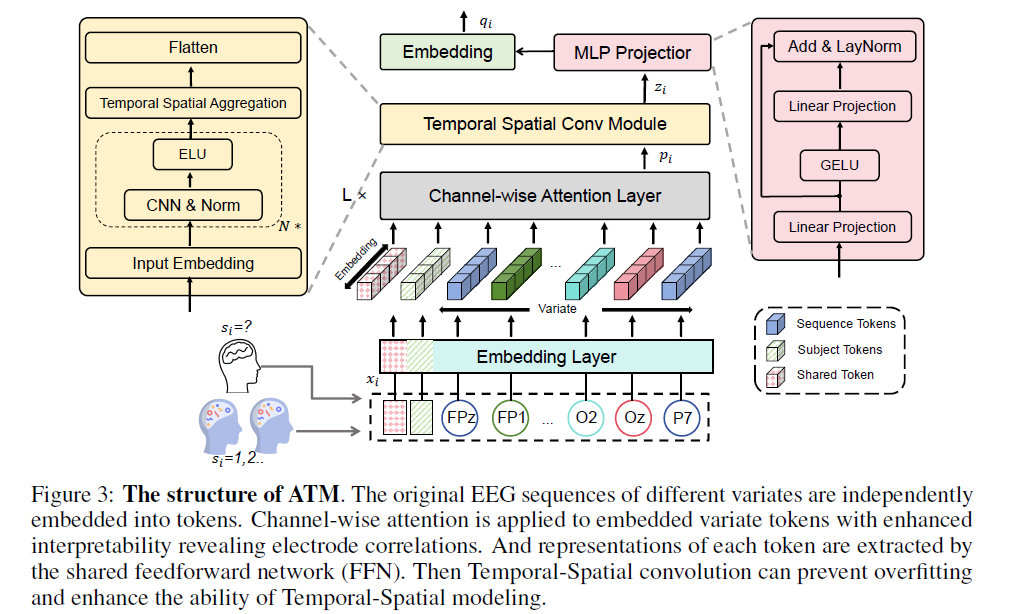 Flatten
Temporal Spatial Aggregation
ELU
CNN & Norm
N *
Input Embedding
q_i
Embedding
MLP Projectior
z_i
Temporal Spatial Conv Module
p_i
L ×
Channel-wise Attention Layer
Embedding
...
Variate
Embedding Layer
x_i
FPz
FP1
...
O2
Oz
P7
s_i=?
s_i=1,2..
Add & LayNorm
Linear Projection
GELU
Linear Projection
Sequence Tokens
Subject Tokens
Shared Token
Figure 3: The structure of ATM. The original EEG sequences of different variates are independently
embedded into tokens. Channel-wise attention is applied to embedded variate tokens with enhanced
interpretability revealing electrode correlations. And representations of each token are extracted by
the shared feedforward network (FFN). Then Temporal-Spatial convolution can prevent overfitting
and enhance the ability of Temporal-Spatial modeling.